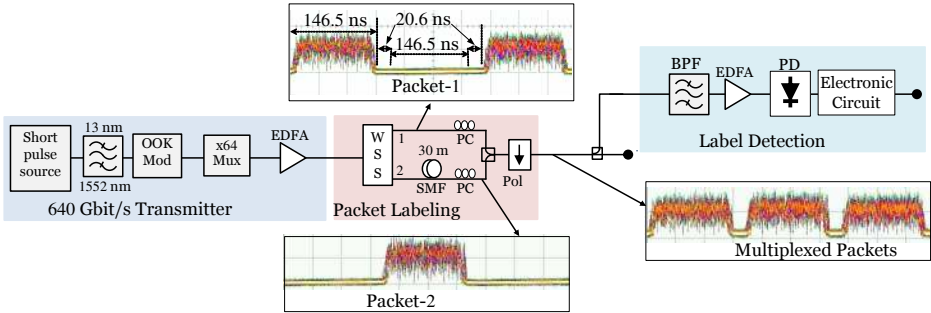 146.5 ns
20.6 ns
146.5 ns
Packet-1
Short
pulse
source
13 nm
1552 nm
OOK
Mod
x64
Mux
EDFA
640 Gbit/s Transmitter
W
S
S
1
2
30 m
SMF
PC
PC
Pol
Packet Labeling
BPF
EDFA
PD
Electronic
Circuit
Label Detection
Packet-2
Multiplexed Packets